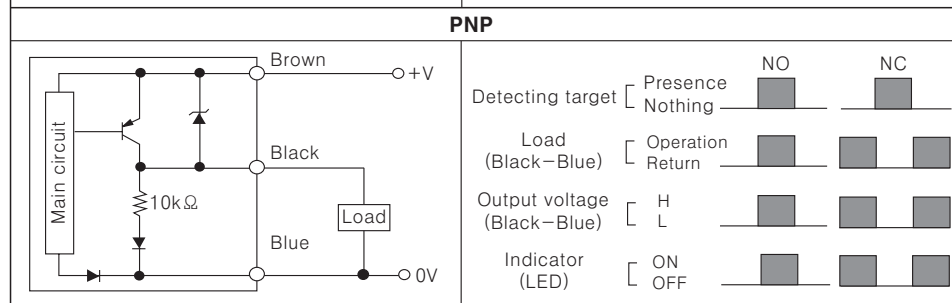 PNP
Brown
+V
Main circuit
Black
10kΩ
Load
Blue
0V
NO NC
Detecting target [ Presence
Nothing
Load
(Black-Blue) [ Operation
Return
Output voltage
(Black-Blue) [ H
L
Indicator
(LED) [ ON
OFF